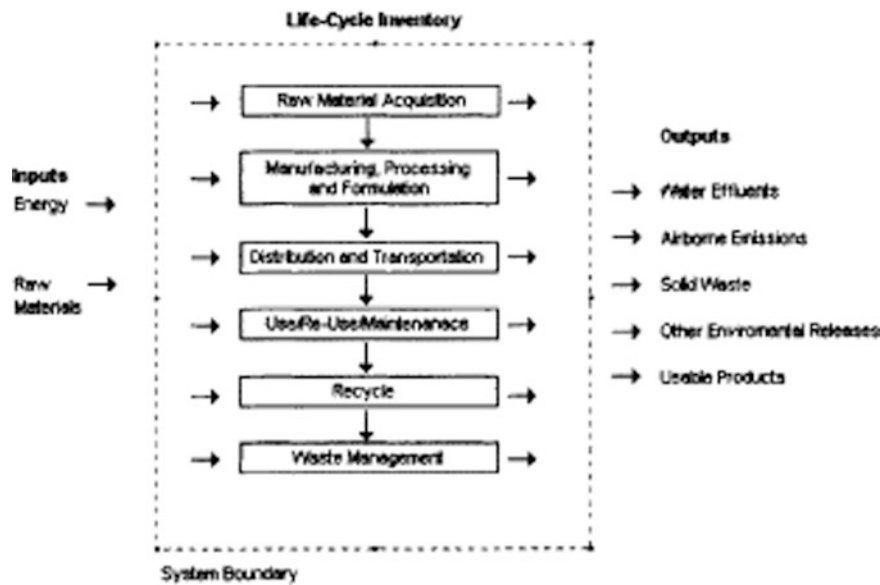 Life-Cycle Inventory
Raw Material Acquisition
Outputs
Inputs
Manufacturing, Processing
and Formulation
Water Effluents
Energy
Airborne Emissions
Distribution and Transportation
Raw
Materials
Solid Waste
Use/Re-Use/Maintenance
Other Enviromental Releases
Recycle
Usable Products
Waste Management
System Boundary